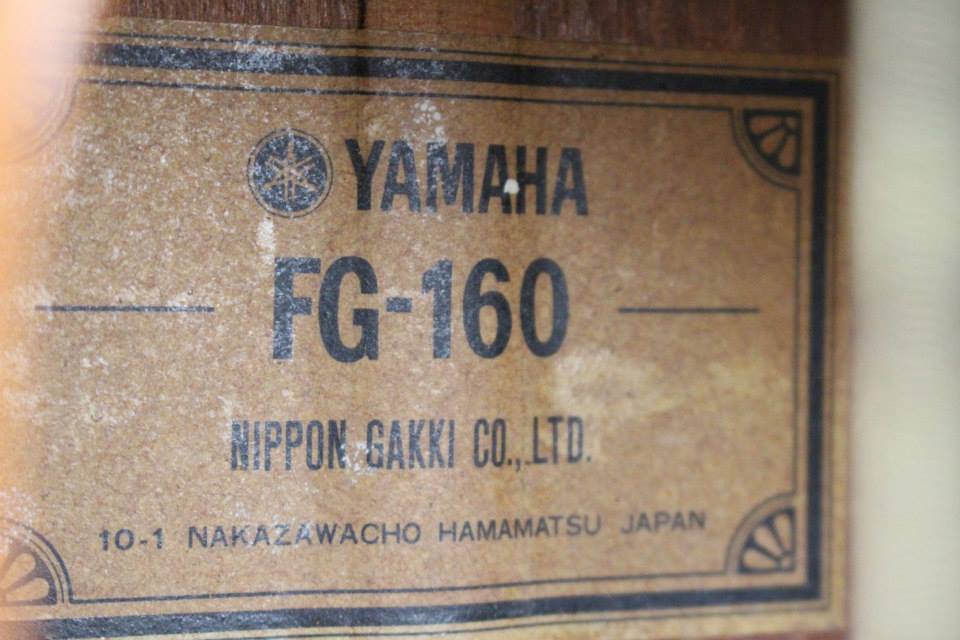 YAMAHA
FG-160
NIPPON GAKKI CO., LTD.
10-1 NAKAZAWACHO HAMAMATSU JAPAN